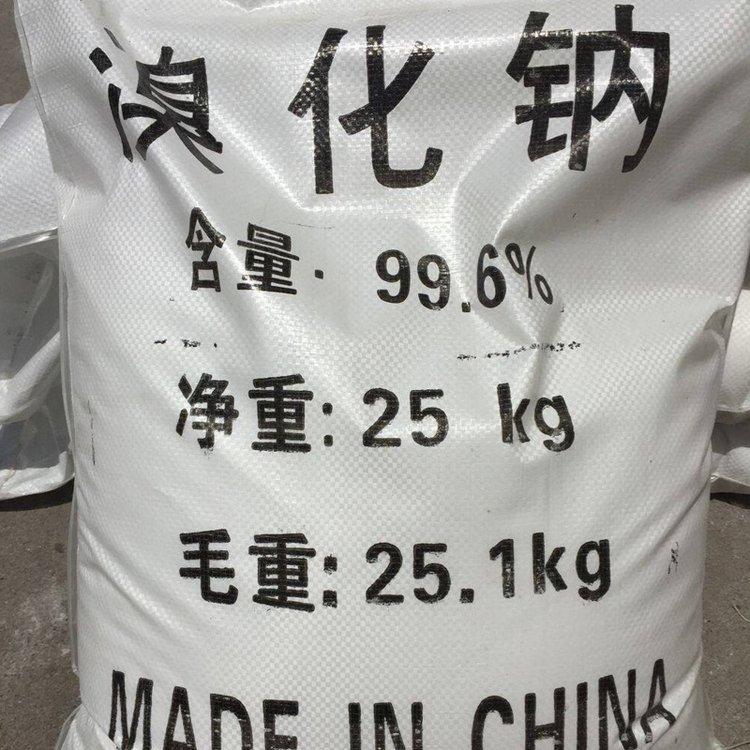 溴化钠
含量: 99.6%
净重: 25 kg
毛重: 25.1kg
MADE IN CHINA